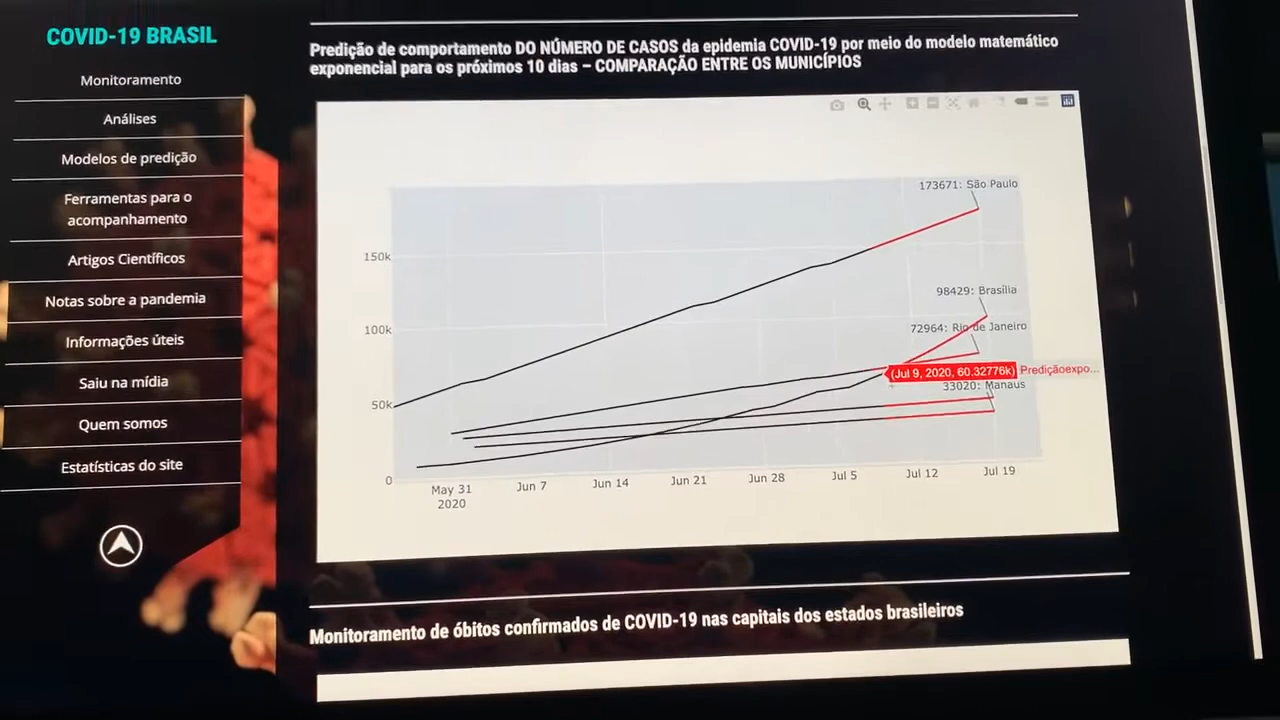 COVID-19 BRASIL
Monitoramento
Análises
Modelos de predição
Ferramentas para o
acompanhamento
Artigos Científicos
Notas sobre a pandemia
Informações úteis
Saiu na mídia
Quem somos
Estatísticas do site
Predição de comportamento DO NÚMERO DE CASOS da epidemia COVID-19 por meio do modelo matemático
exponencial para os próximos 10 dias – COMPARAÇÃO ENTRE OS MUNICÍPIOS
173671: São Paulo
150k
98429: Brasília
100k
72964: Rio de Janeiro
(Jul 9, 2020, 60.32776k) Prediçãoexpo...
33020: Manaus
50k
0
May 31
2020
Jun 7
Jun 14
Jun 21
Jun 28
Jul 5
Jul 12
Jul 19
Monitoramento de óbitos confirmados de COVID-19 nas capitais dos estados brasileiros